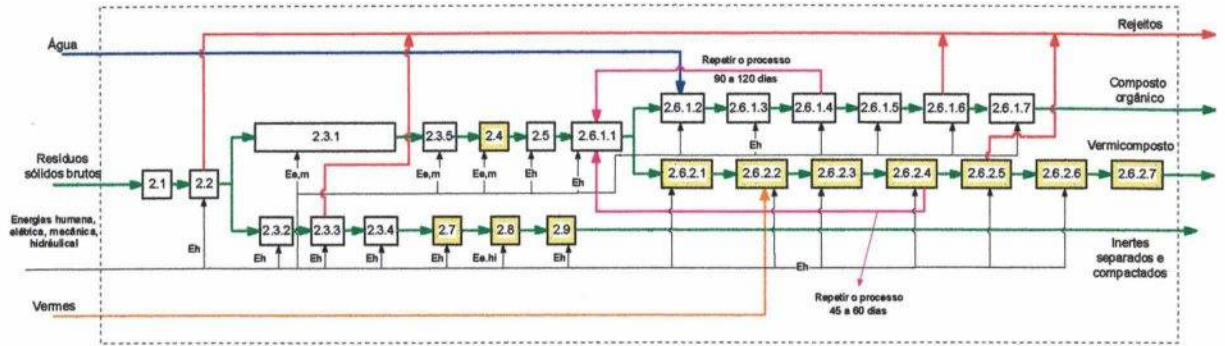 Água
Rejeitos
Repetir o processo
90 a 120 dias
Composto
orgânico
2.6.1.2
2.6.1.3
2.6.1.4
2.6.1.5
2.6.1.6
2.6.1.7
2.3.1
2.3.5
2.4
2.5
2.6.1.1
Eh
Resíduos
sólidos brutos
2.1
2.2
Ee,m
Ee,m
Ee,m
Eh
Eh
Vermicomposto
2.6.2.1
2.6.2.2
2.6.2.3
2.6.2.4
2.6.2.5
2.6.2.6
2.6.2.7
Energias humana,
elétrica, mecânica,
hidráulical
Eh
2.3.2
2.3.3
2.3.4
2.7
2.8
2.9
Eh
Eh
Eh
Eh
Ee,hi
Eh
Eh
Inertes
separados e
compactados
Vermes
Repetir o processo
45 a 60 dias